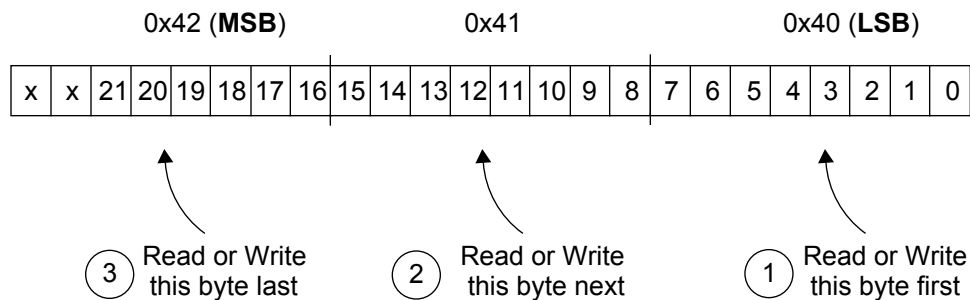 0x42 (MSB) 0x41 0x40 (LSB)
x x 21 20 19 18 17 16 15 14 13 12 11 10 9 8 7 6 5 4 3 2 1 0
3 Read or Write this byte last
2 Read or Write this byte next
1 Read or Write this byte first